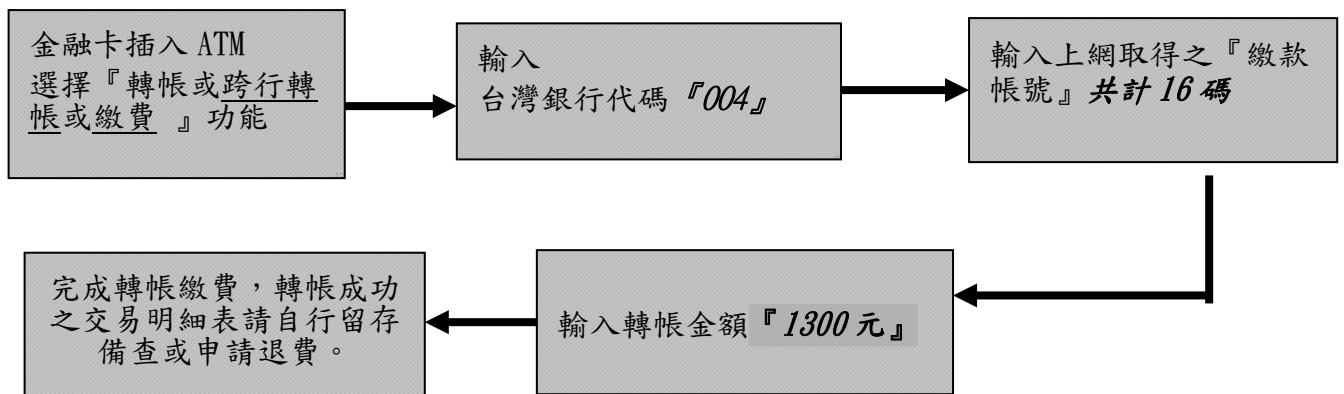 金融卡插入 ATM
選擇『轉帳或跨行轉
帳或繳費 』功能
輸入
台灣銀行代碼『004』
輸入上網取得之『繳款
帳號』共計 16 碼
輸入轉帳金額『1300 元』
完成轉帳繳費，轉帳成功
之交易明細表請自行留存
備查或申請退費。